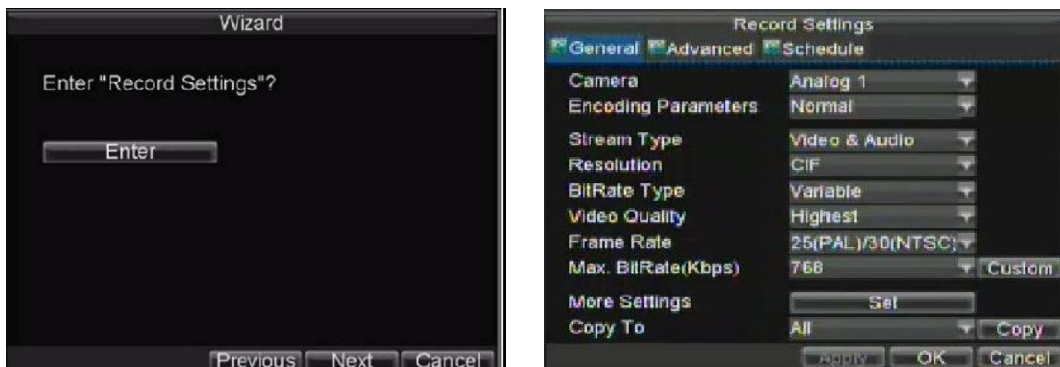 Wizard
Enter "Record Settings"?
Enter
Previous Next Cancel
Record Settings
General Advanced Schedule
Camera Analog 1
Encoding Parameters Normal
Stream Type Video & Audio
Resolution CIF
BitRate Type Variable
Video Quality Highest
Frame Rate 25(PAL)/30(NTSC)
Max. BitRate(Kbps) 768 Custom
More Settings Set
Copy To All Copy
Apply OK Cancel